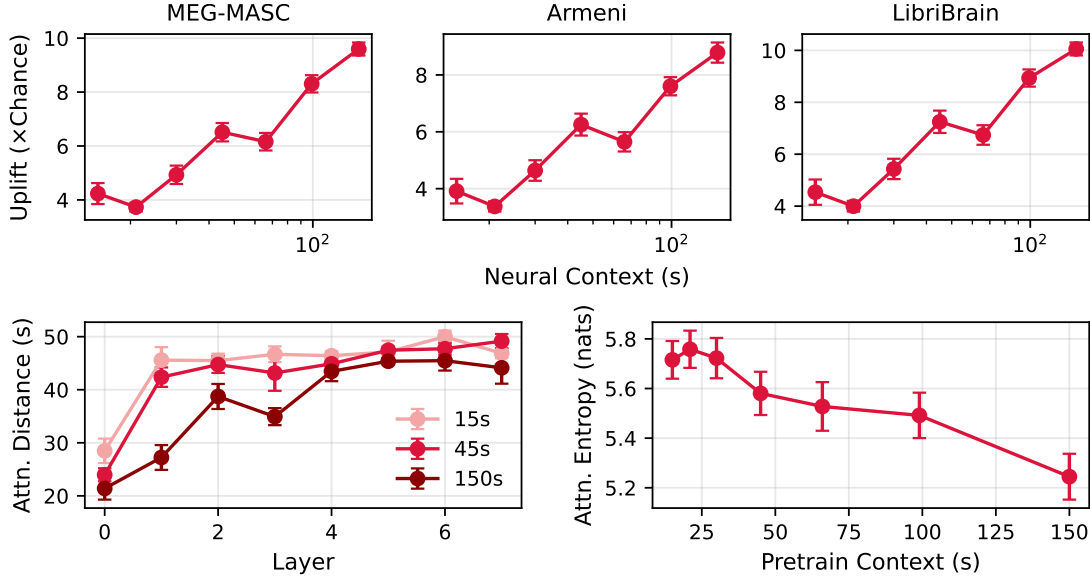 MEG-MASC
Armeni
LibriBrain
Uplift (×Chance)
10
8
6
4
10²
8
6
4
10²
10
8
6
4
10²
Neural Context (s)
Attn. Distance (s)
50
40
30
20
0
2
4
6
Layer
15s
45s
150s
Attn. Entropy (nats)
5.8
5.6
5.4
5.2
25
50
75
100
125
150
Pretrain Context (s)